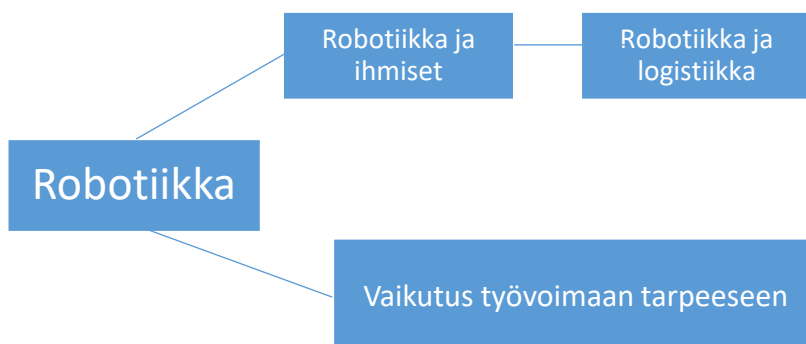 Robotiikka ja
ihmiset
Robotiikka ja
logistiikka
Robotiikka
Vaikutus työvoimaan tarpeeseen